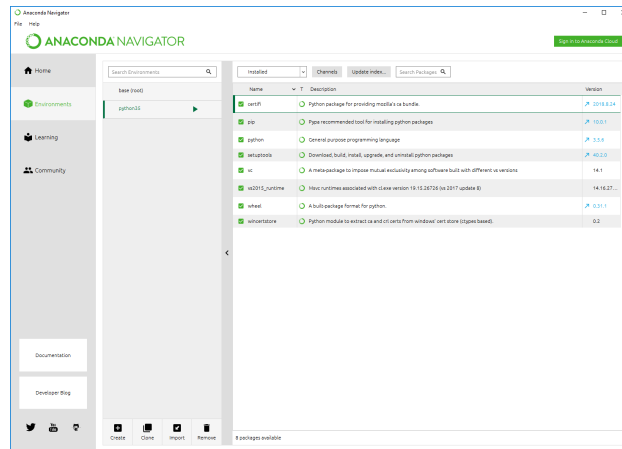 Anaconda Navigator
File Help
ANACONDA NAVIGATOR
Sign in to Anaconda Cloud
Home
Environments
Learning
Community
Documentation
Developer Blog
You Tube
Search Environments
base (root)
python35
Create Clone Import Remove
Installed Channels Update index... Search Packages
Name T Description Version
certifi Python package for providing mozilla's ca bundle. 2018.8.24
pip Pypa recommended tool for installing python packages 10.0.1
python General purpose programming language 3.5.6
setuptools Download, build, install, upgrade, and uninstall python packages 40.2.0
vc A meta-package to impose mutual exclusivity among software built with different vs versions 14.1
vs2015_runtime Msvc runtimes associated with cl.exe version 19.15.26726 (vs 2017 update 8) 14.16.27...
wheel A built-package format for python. 0.31.1
wincertstore Python module to extract ca and crl certs from windows' cert store (ctypes based). 0.2
8 packages available